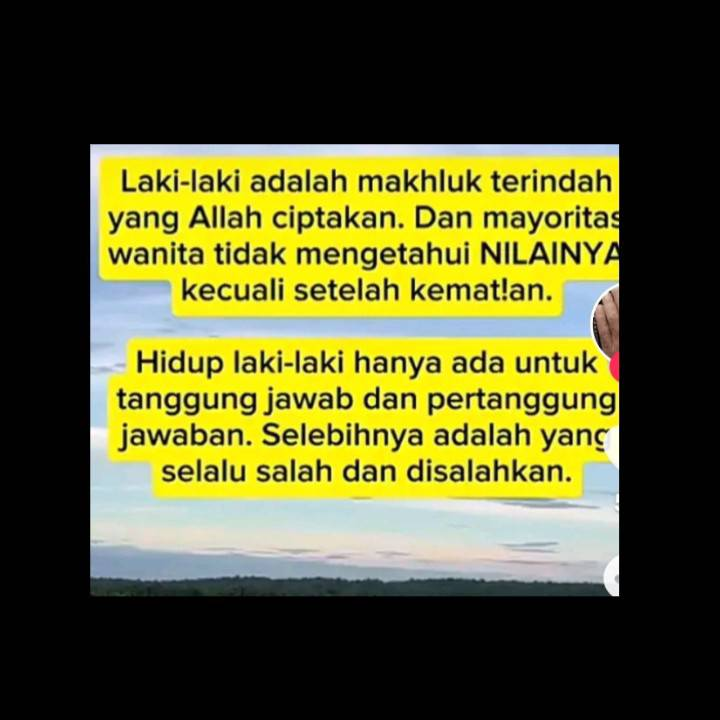 Laki-laki adalah makhluk terindah
yang Allah ciptakan. Dan mayoritas
wanita tidak mengetahui NILAINYA
kecuali setelah kemat!an.
Hidup laki-laki hanya ada untuk
tanggung jawab dan pertanggung
jawaban. Selebihnya adalah yang
selalu salah dan disalahkan.